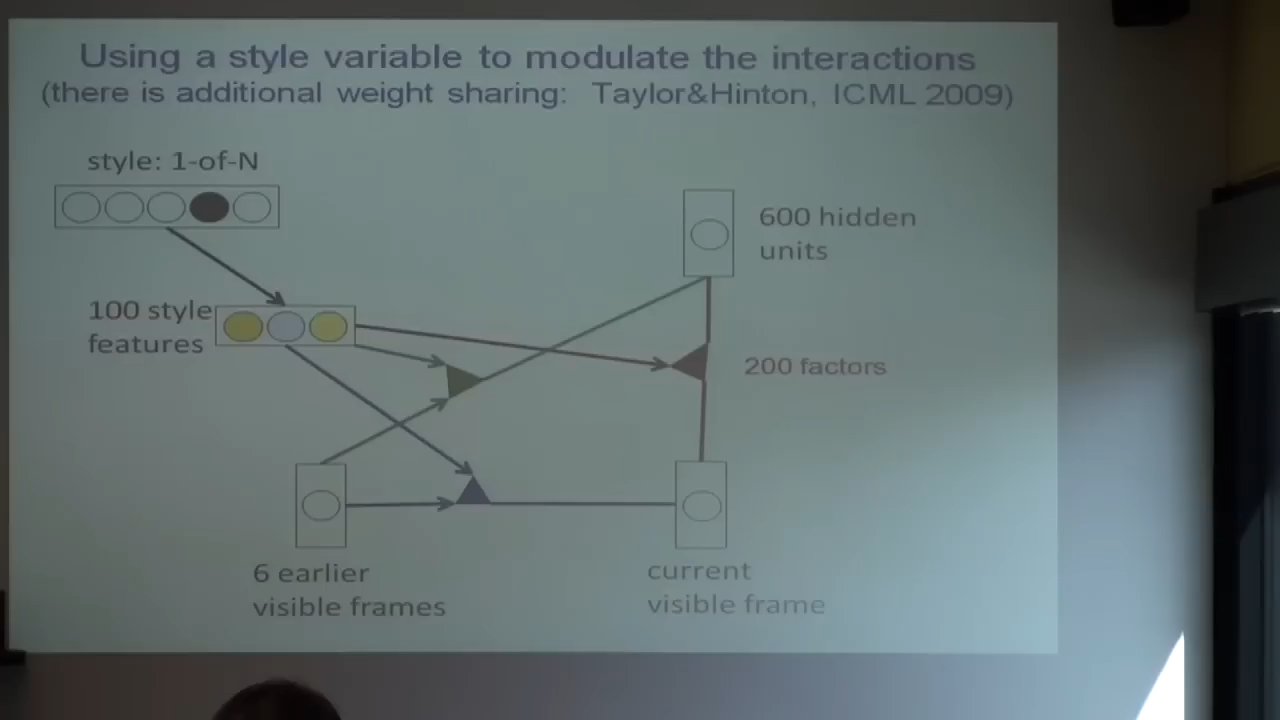 Using a style variable to modulate the interactions
(there is additional weight sharing: Taylor&Hinton, ICML 2009)
style: 1-of-N
600 hidden
units
100 style
features
200 factors
6 earlier
visible frames
current
visible frame